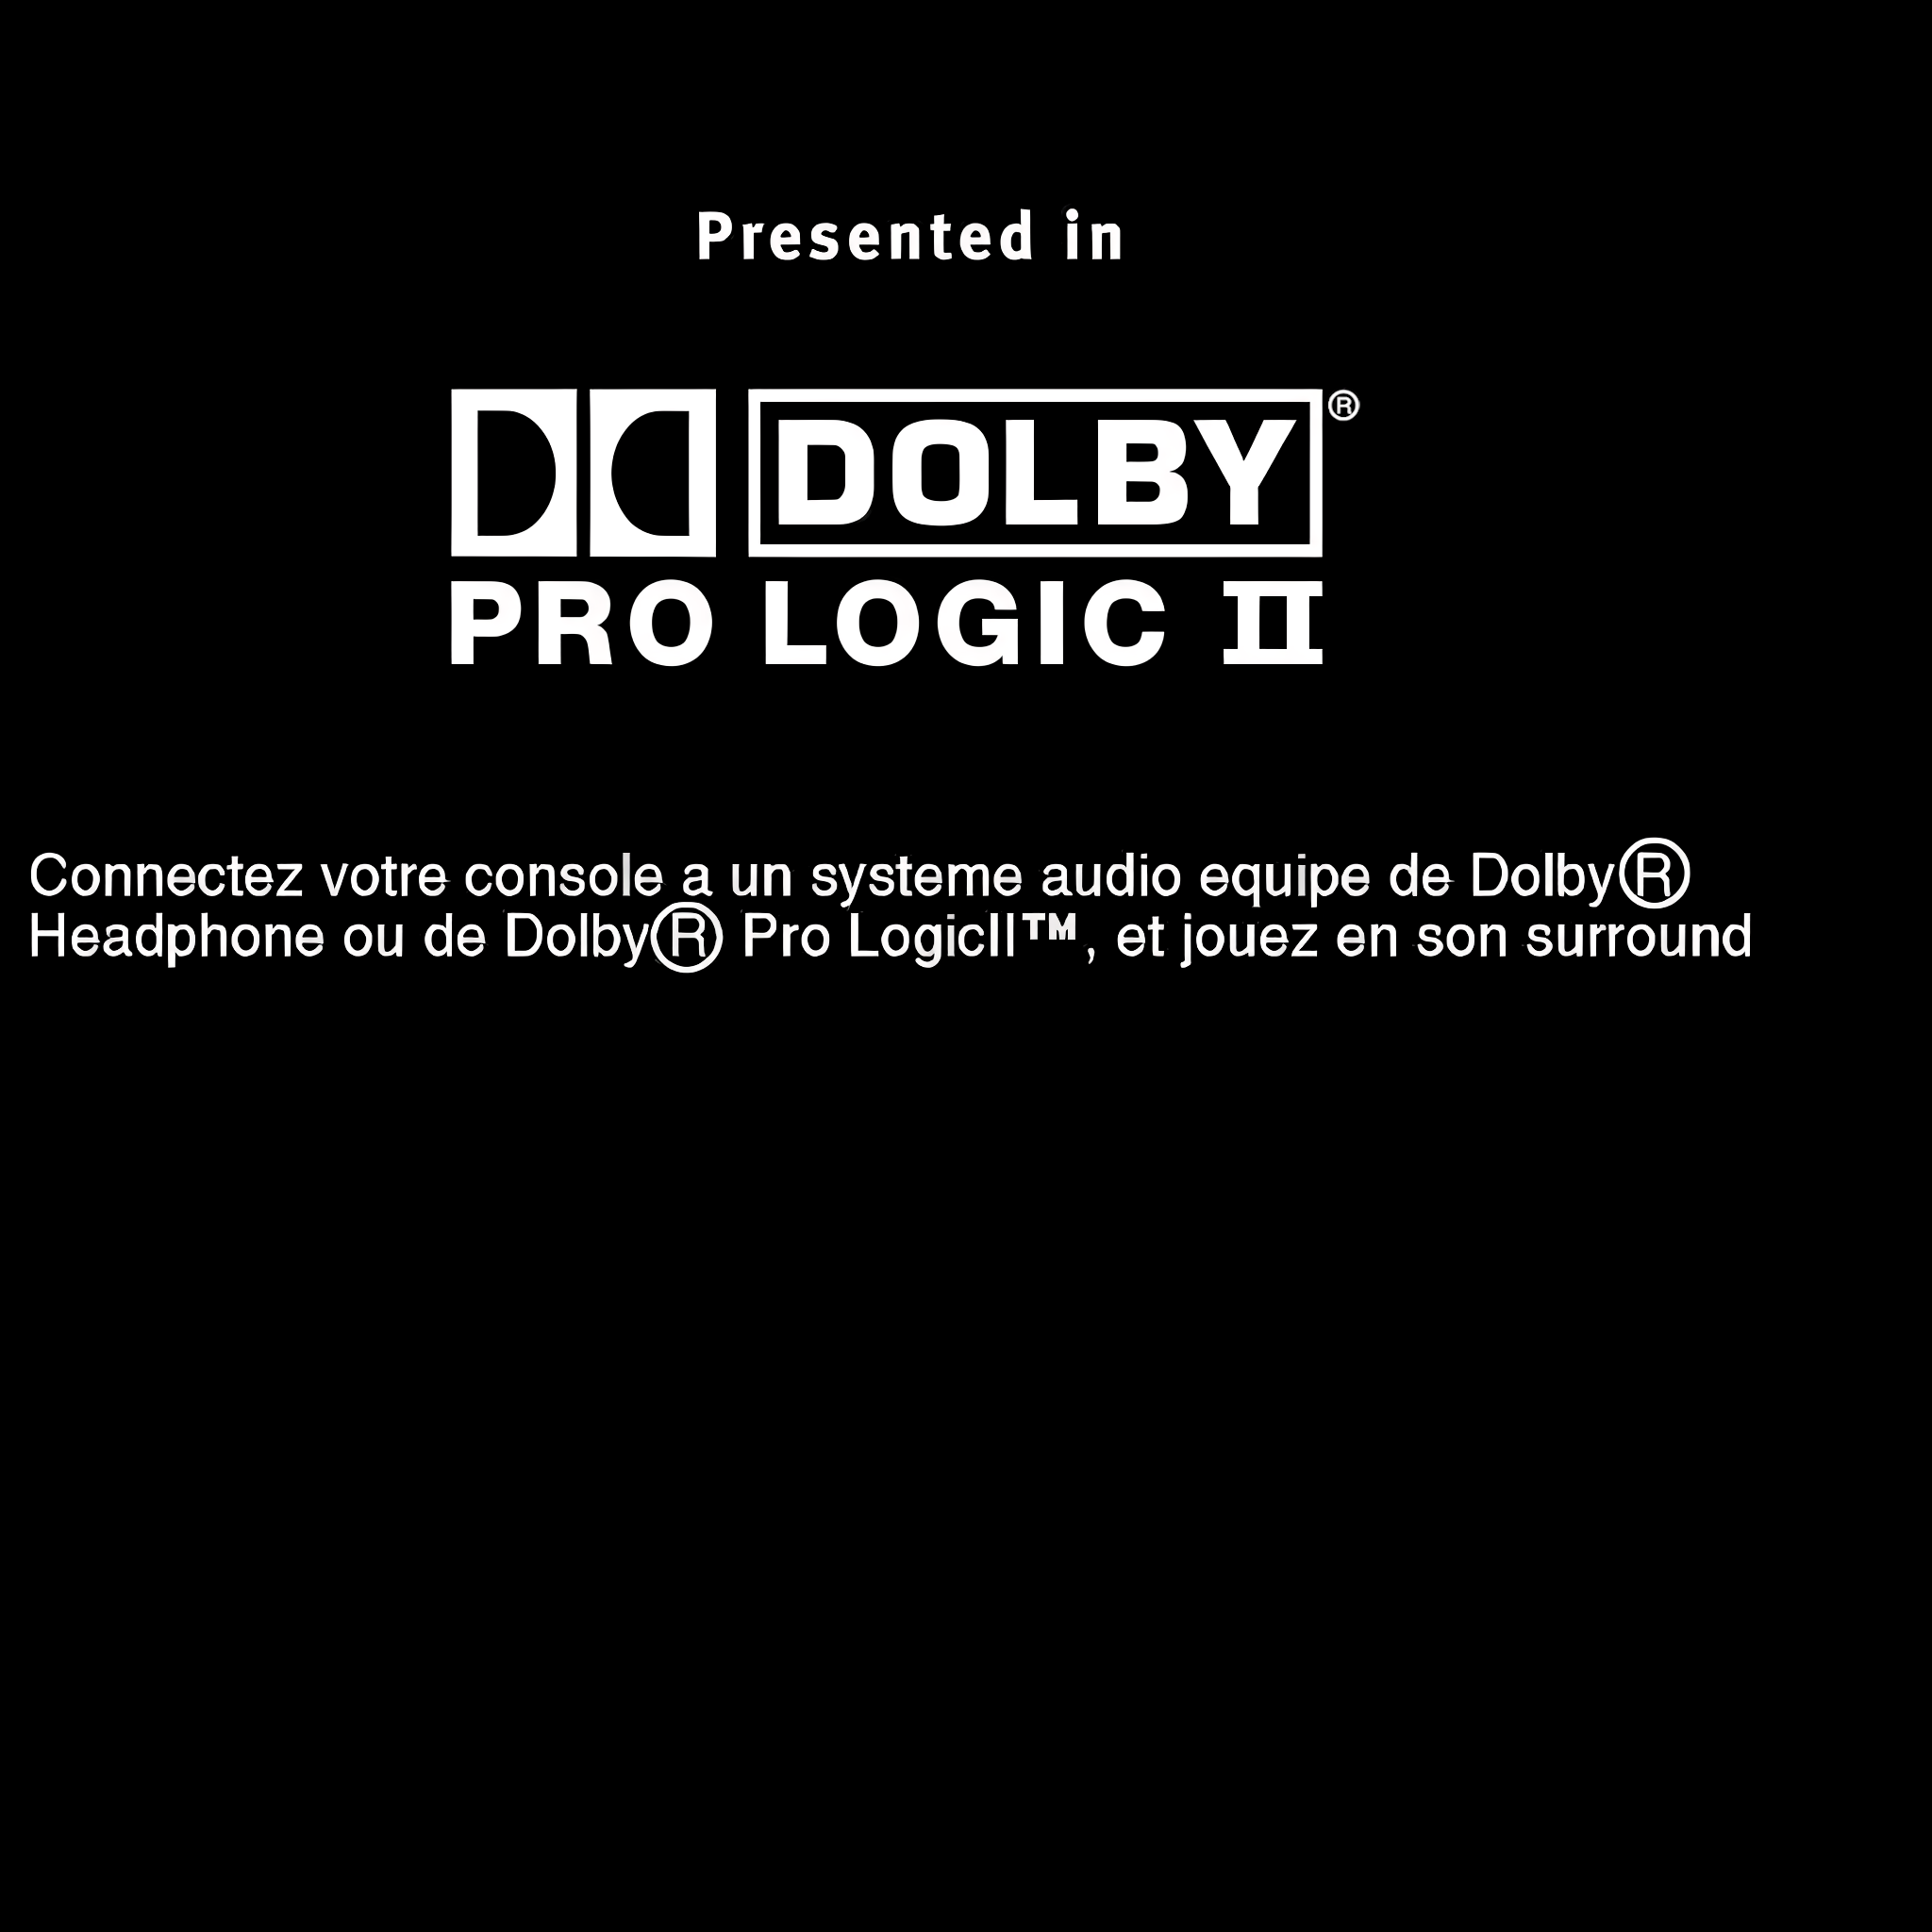 Presented in
DOLBY®
PRO LOGIC II
Connectez votre console a un systeme audio equipe de Dolby®
Headphone ou de Dolby® Pro LogicII™, et jouez en son surround